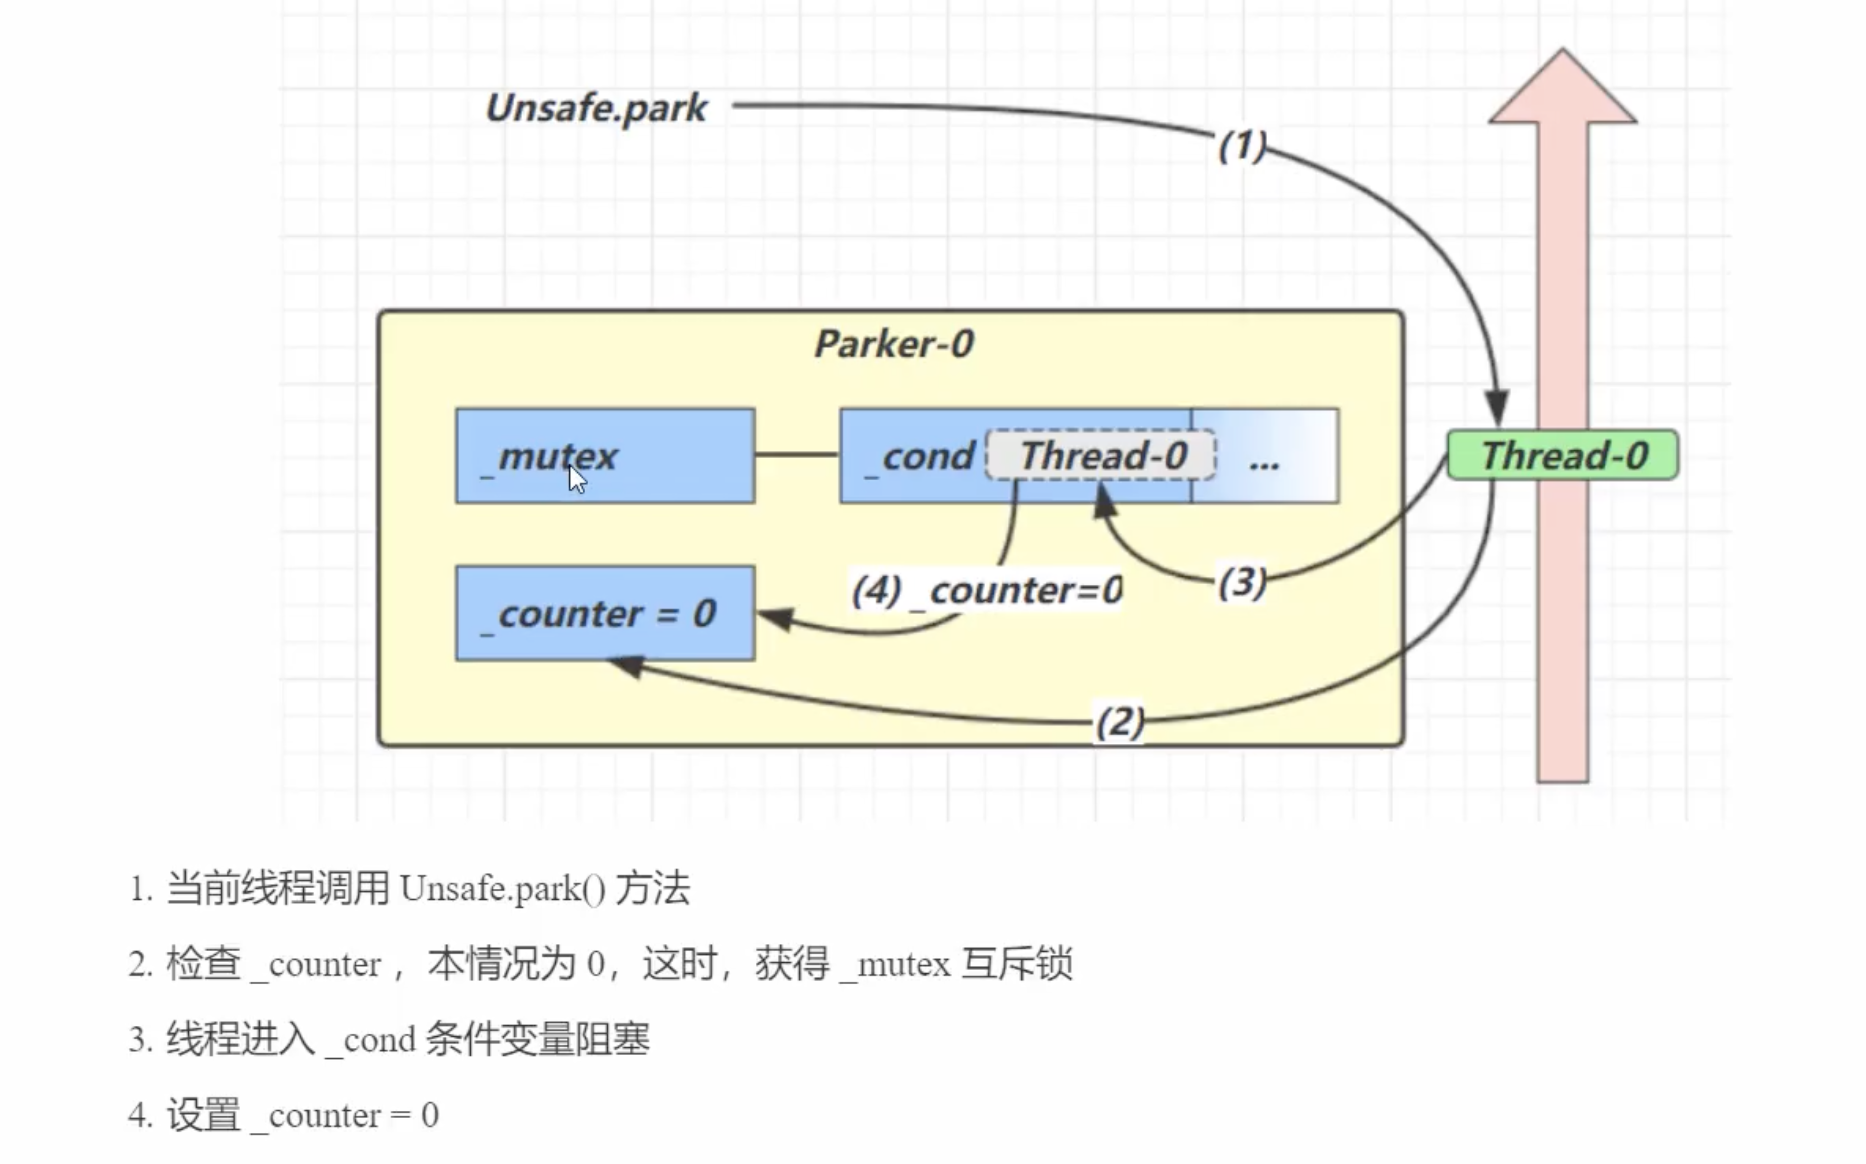 Unsafe.park
(1)
Parker-0
_mutex
_cond
Thread-0
...
Thread-0
(4) _counter=0
(3)
_counter = 0
(2)
1. 当前线程调用 Unsafe.park() 方法
2. 检查 _counter ，本情况为 0，这时，获得 _mutex 互斥锁
3. 线程进入 _cond 条件变量阻塞
4. 设置 _counter = 0